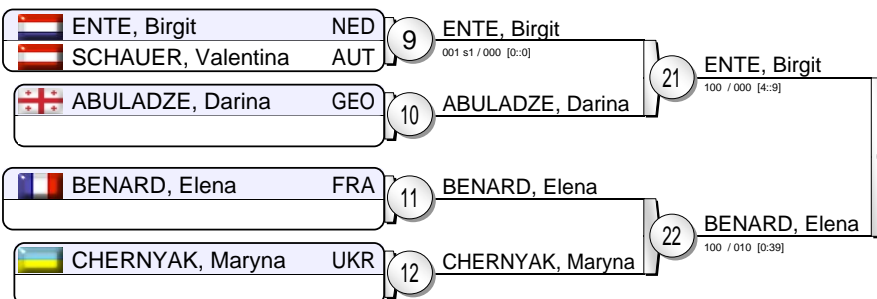 ENTE, Birgit NED
SCHAUER, Valentina AUT
9
ENTE, Birgit
001 s1 / 000 [0::0]
ABULADZE, Darina GEO
10
ABULADZE, Darina
21
ENTE, Birgit
100 / 000 [4::9]
BENARD, Elena FRA
11
BENARD, Elena
CHERNYAK, Maryna UKR
12
CHERNYAK, Maryna
22
BENARD, Elena
100 / 010 [0:39]